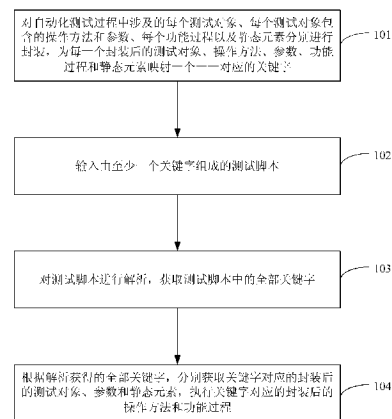 对自动化测试过程中涉及的每个测试对象、每个测试对象
包含的操作方法和参数、每个功能过程以及静态元素分别进行
封装，为每一个封装后的测试对象、操作方法、参数、功能
过程和静态元素映射一个一一对应的关键字
101
输入由至少一个关键字组成的测试脚本
102
对测试脚本进行解析，获取测试脚本中的全部关键字
103
根据解析获得的全部关键字，分别获取关键字对应的封装后
的测试对象、参数和静态元素，执行关键字对应的封装后的
操作方法和功能过程
104